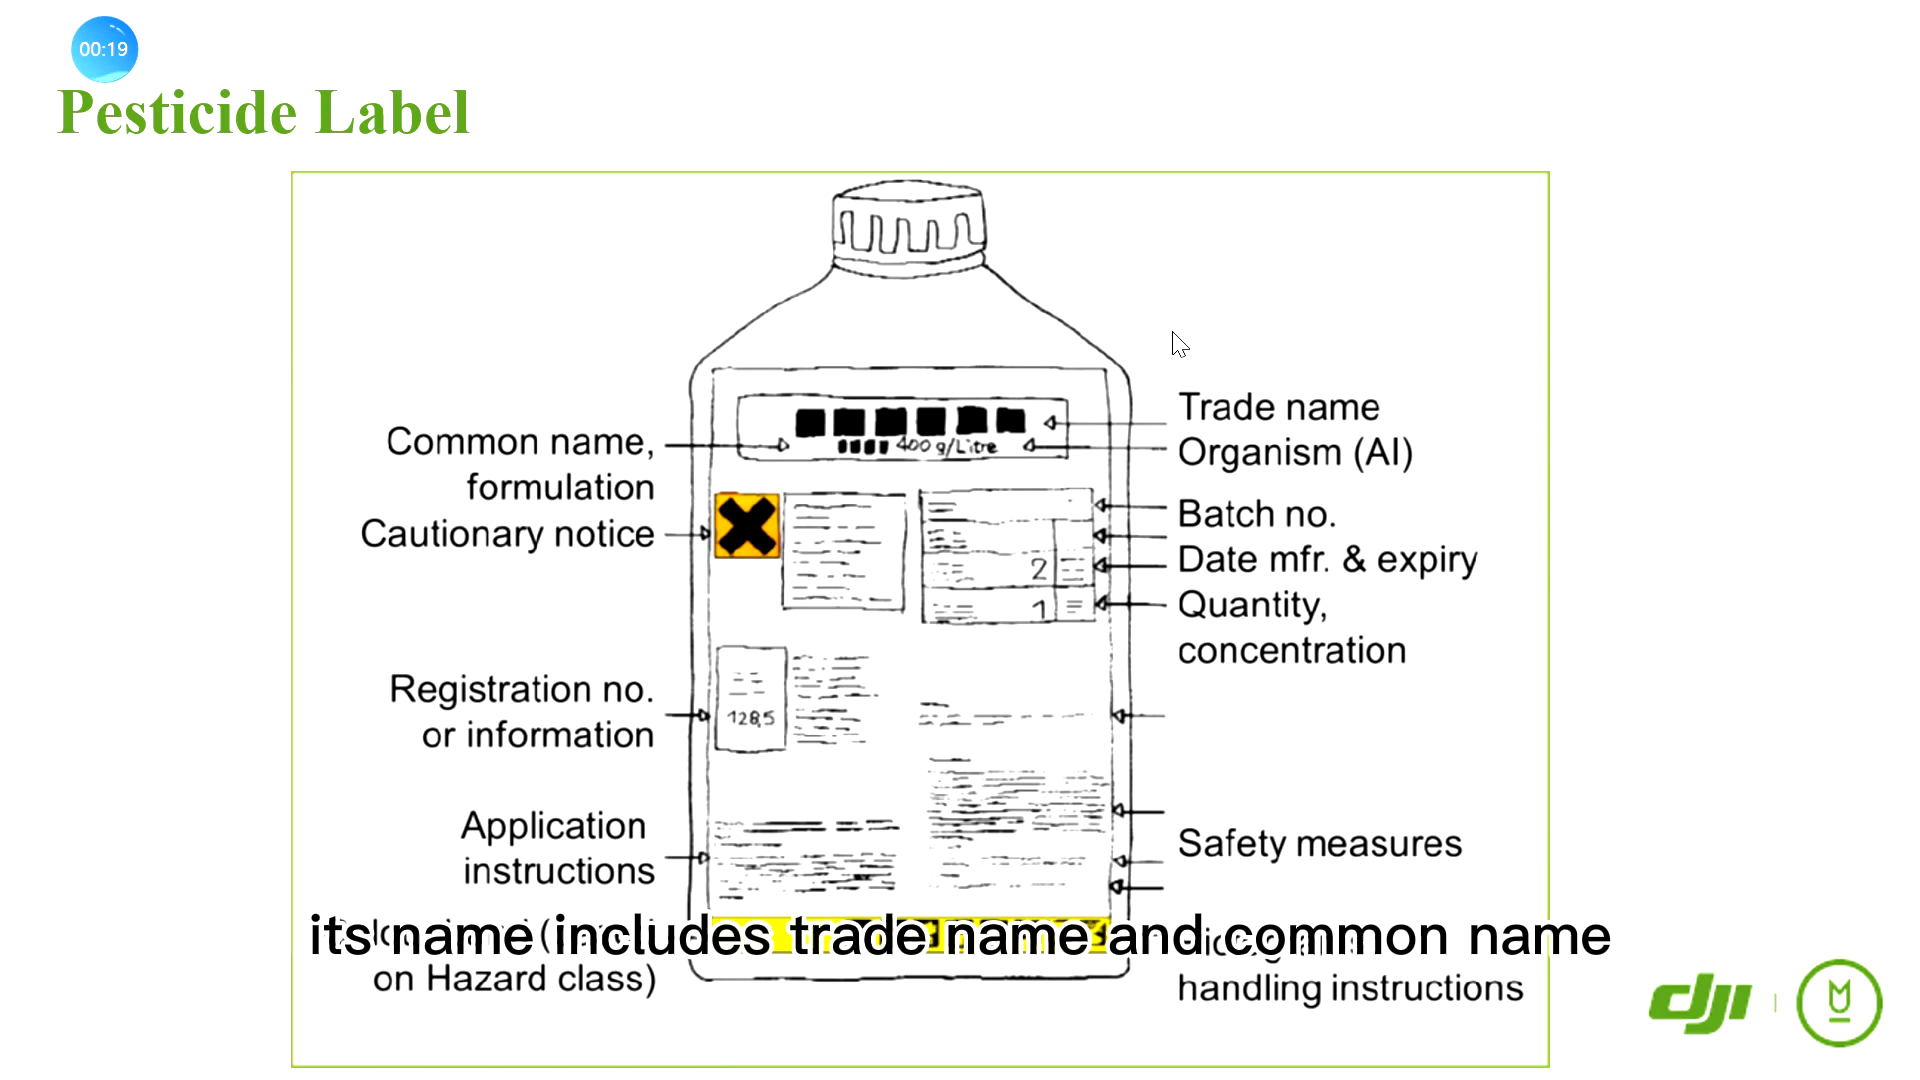 00:19
Pesticide Label
Common name,
formulation
Cautionary notice
Registration no.
or information
Application
instructions
on Hazard class)
400 g/Litre
2
1
128,5
Trade name
Organism (AI)
Batch no.
Date mfr. & expiry
Quantity,
concentration
Safety measures
handling instructions
its name includes trade name and common name
dji